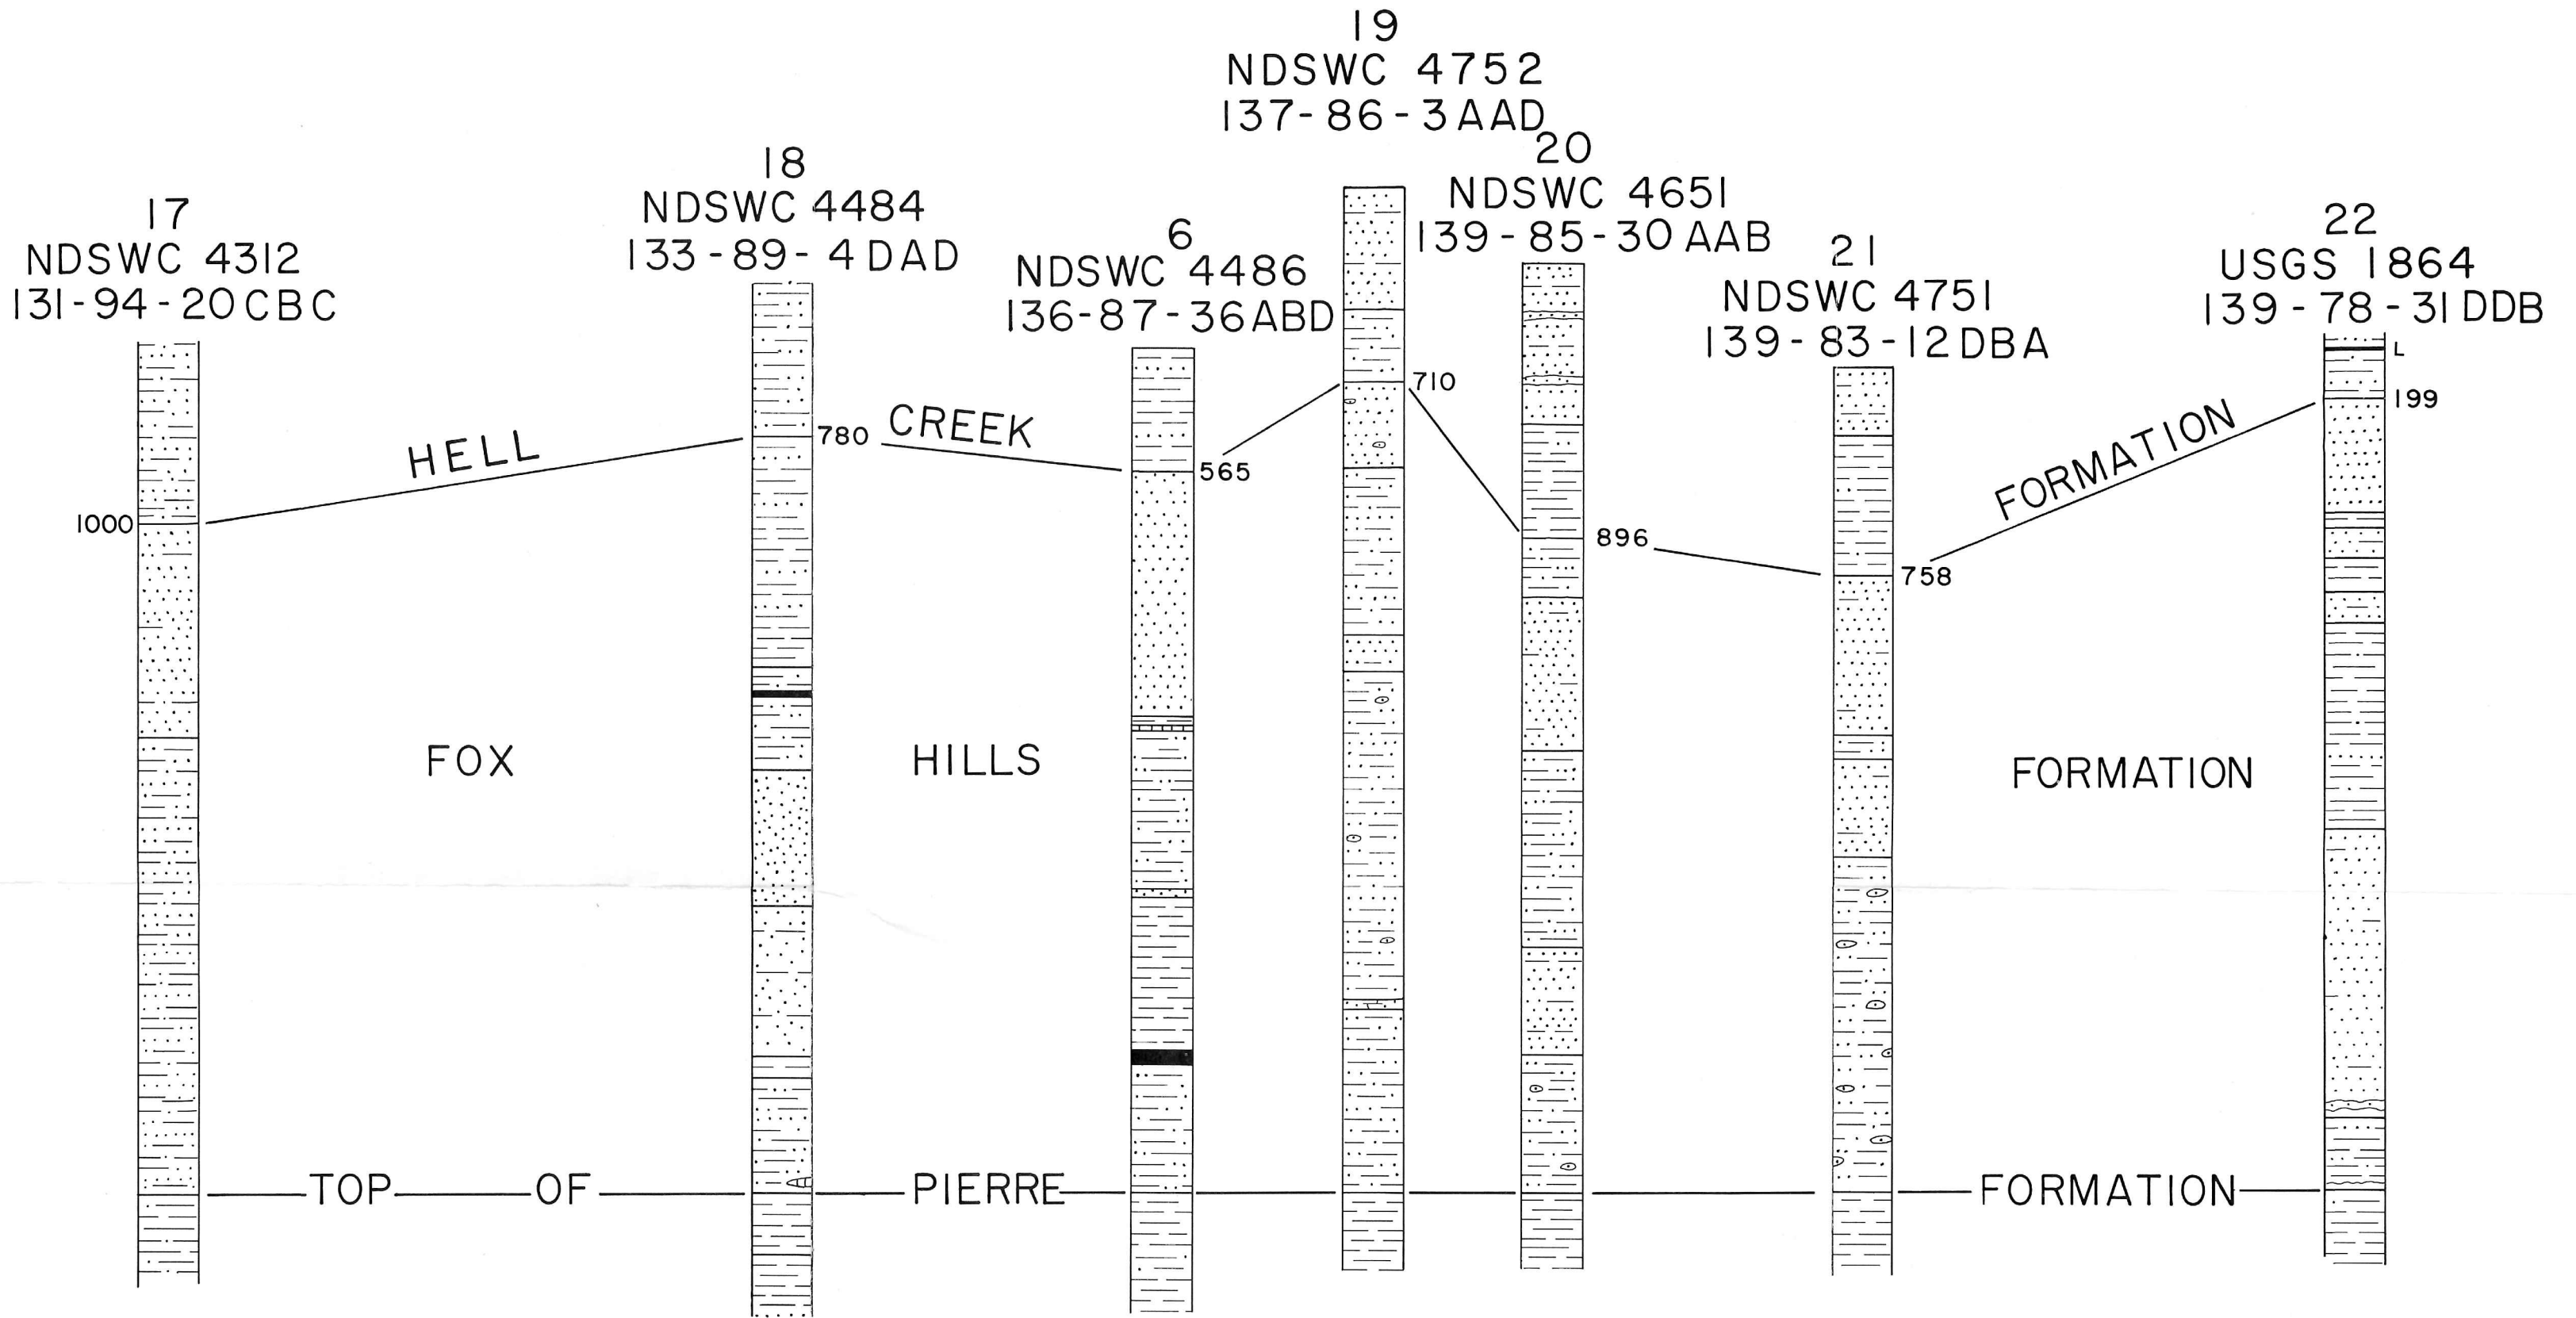 17
NDSWC 4312
131-94-20CBC
18
NDSWC 4484
133-89-4DAD
6
NDSWC 4486
136-87-36ABD
19
NDSWC 4752
137-86-3AAD
20
NDSWC 4651
139-85-30AAB
21
NDSWC 4751
139-83-12DBA
22
USGS 1864
139-78-31DDB
L
HELL CREEK FORMATION
1000
780
565
710
896
758
199
FOX HILLS FORMATION
TOP OF PIERRE FORMATION